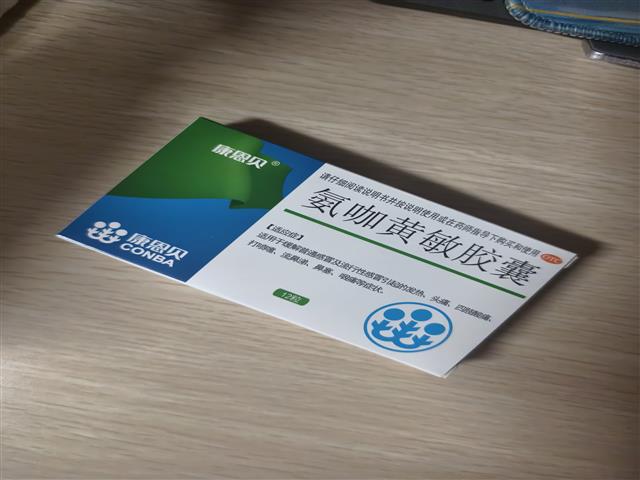 康恩贝®
康恩贝
CONBA
请仔细阅读说明书并按说明使用或在药师指导下购买和使用
OTC
氨咖黄敏胶囊
【适应症】
适用于缓解普通感冒及流行性感冒引起的发热、头痛、四肢酸痛、
打喷嚏、流鼻涕、鼻塞、咽痛等症状。
12粒